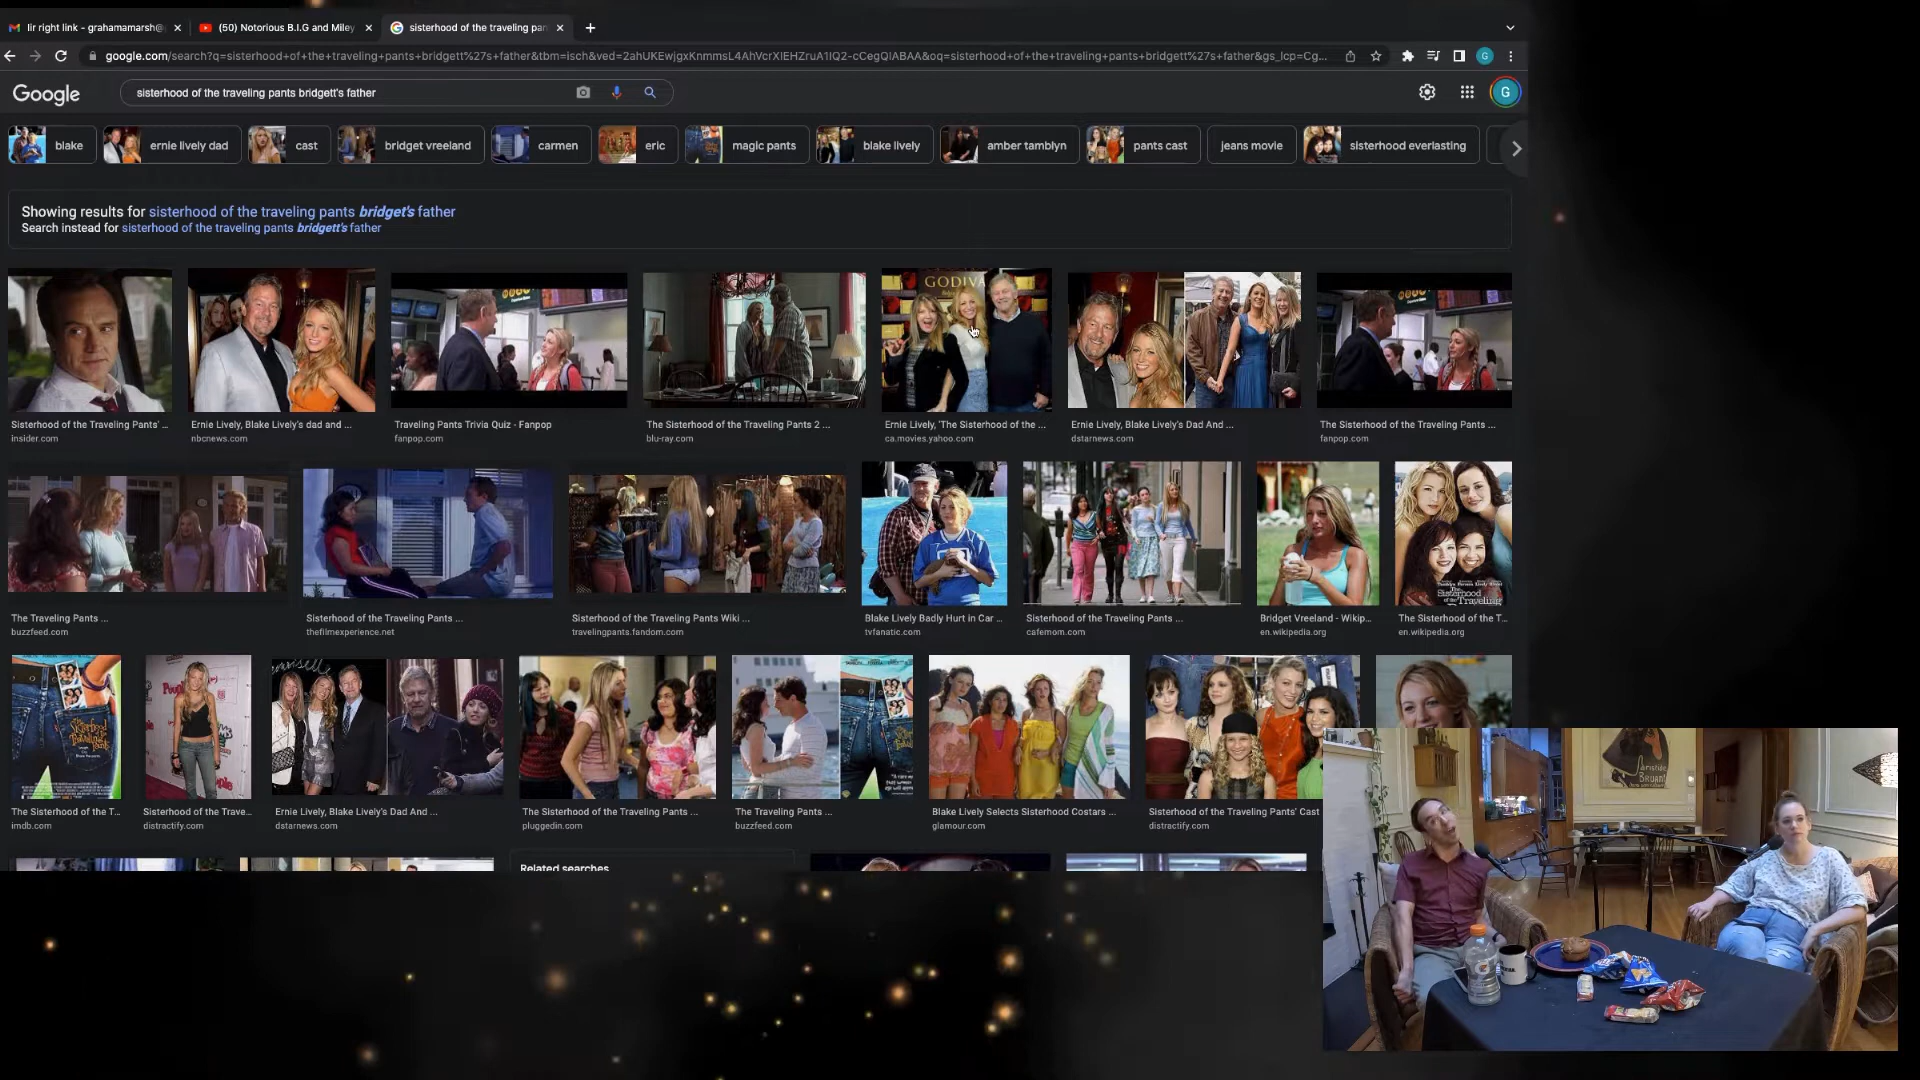 lir right link - grahamamarsh@
(50) Notorious B.I.G and Miley
sisterhood of the traveling pan
google.com/search?q=sisterhood+of+the+traveling+pants+bridgett%27s+father&tbm=isch&ved=2ahUKEwjgxKnmmsL4AhVcrXIEHZruA1IQ2-cCegQIABAA&oq=sisterhood+of+the+traveling+pants+bridgett%27s+father&gs_lcp=Cg...
Google
sisterhood of the traveling pants bridgett's father
G
G
blake
ernie lively dad
cast
bridget vreeland
carmen
eric
magic pants
blake lively
amber tamblyn
pants cast
jeans movie
sisterhood everlasting
Showing results for sisterhood of the traveling pants bridget's father
Search instead for sisterhood of the traveling pants bridgett's father
GODIVA
Sisterhood of the Traveling Pants' ...
insider.com
Ernie Lively, Blake Lively's dad and ...
nbcnews.com
Traveling Pants Trivia Quiz - Fanpop
fanpop.com
The Sisterhood of the Traveling Pants 2 ...
blu-ray.com
Ernie Lively, 'The Sisterhood of the ...
ca.movies.yahoo.com
Ernie Lively, Blake Lively's Dad And ...
dstarnews.com
The Sisterhood of the Traveling Pants ...
fanpop.com
The Traveling Pants ...
buzzfeed.com
Sisterhood of the Traveling Pants ...
thefilmexperience.net
Sisterhood of the Traveling Pants Wiki ...
travelingpants.fandom.com
Blake Lively Badly Hurt in Car ...
tvfanatic.com
Sisterhood of the Traveling Pants ...
cafemom.com
Bridget Vreeland - Wikip...
en.wikipedia.org
The Sisterhood of the T...
en.wikipedia.org
The Sisterhood of the T...
imdb.com
Sisterhood of the Trave...
distractify.com
Ernie Lively, Blake Lively's Dad And ...
dstarnews.com
The Sisterhood of the Traveling Pants ...
pluggedin.com
The Traveling Pants ...
buzzfeed.com
Blake Lively Selects Sisterhood Costars ...
glamour.com
Sisterhood of the Traveling Pants' Cast
distractify.com
Related searches
Aristide
BRUANT